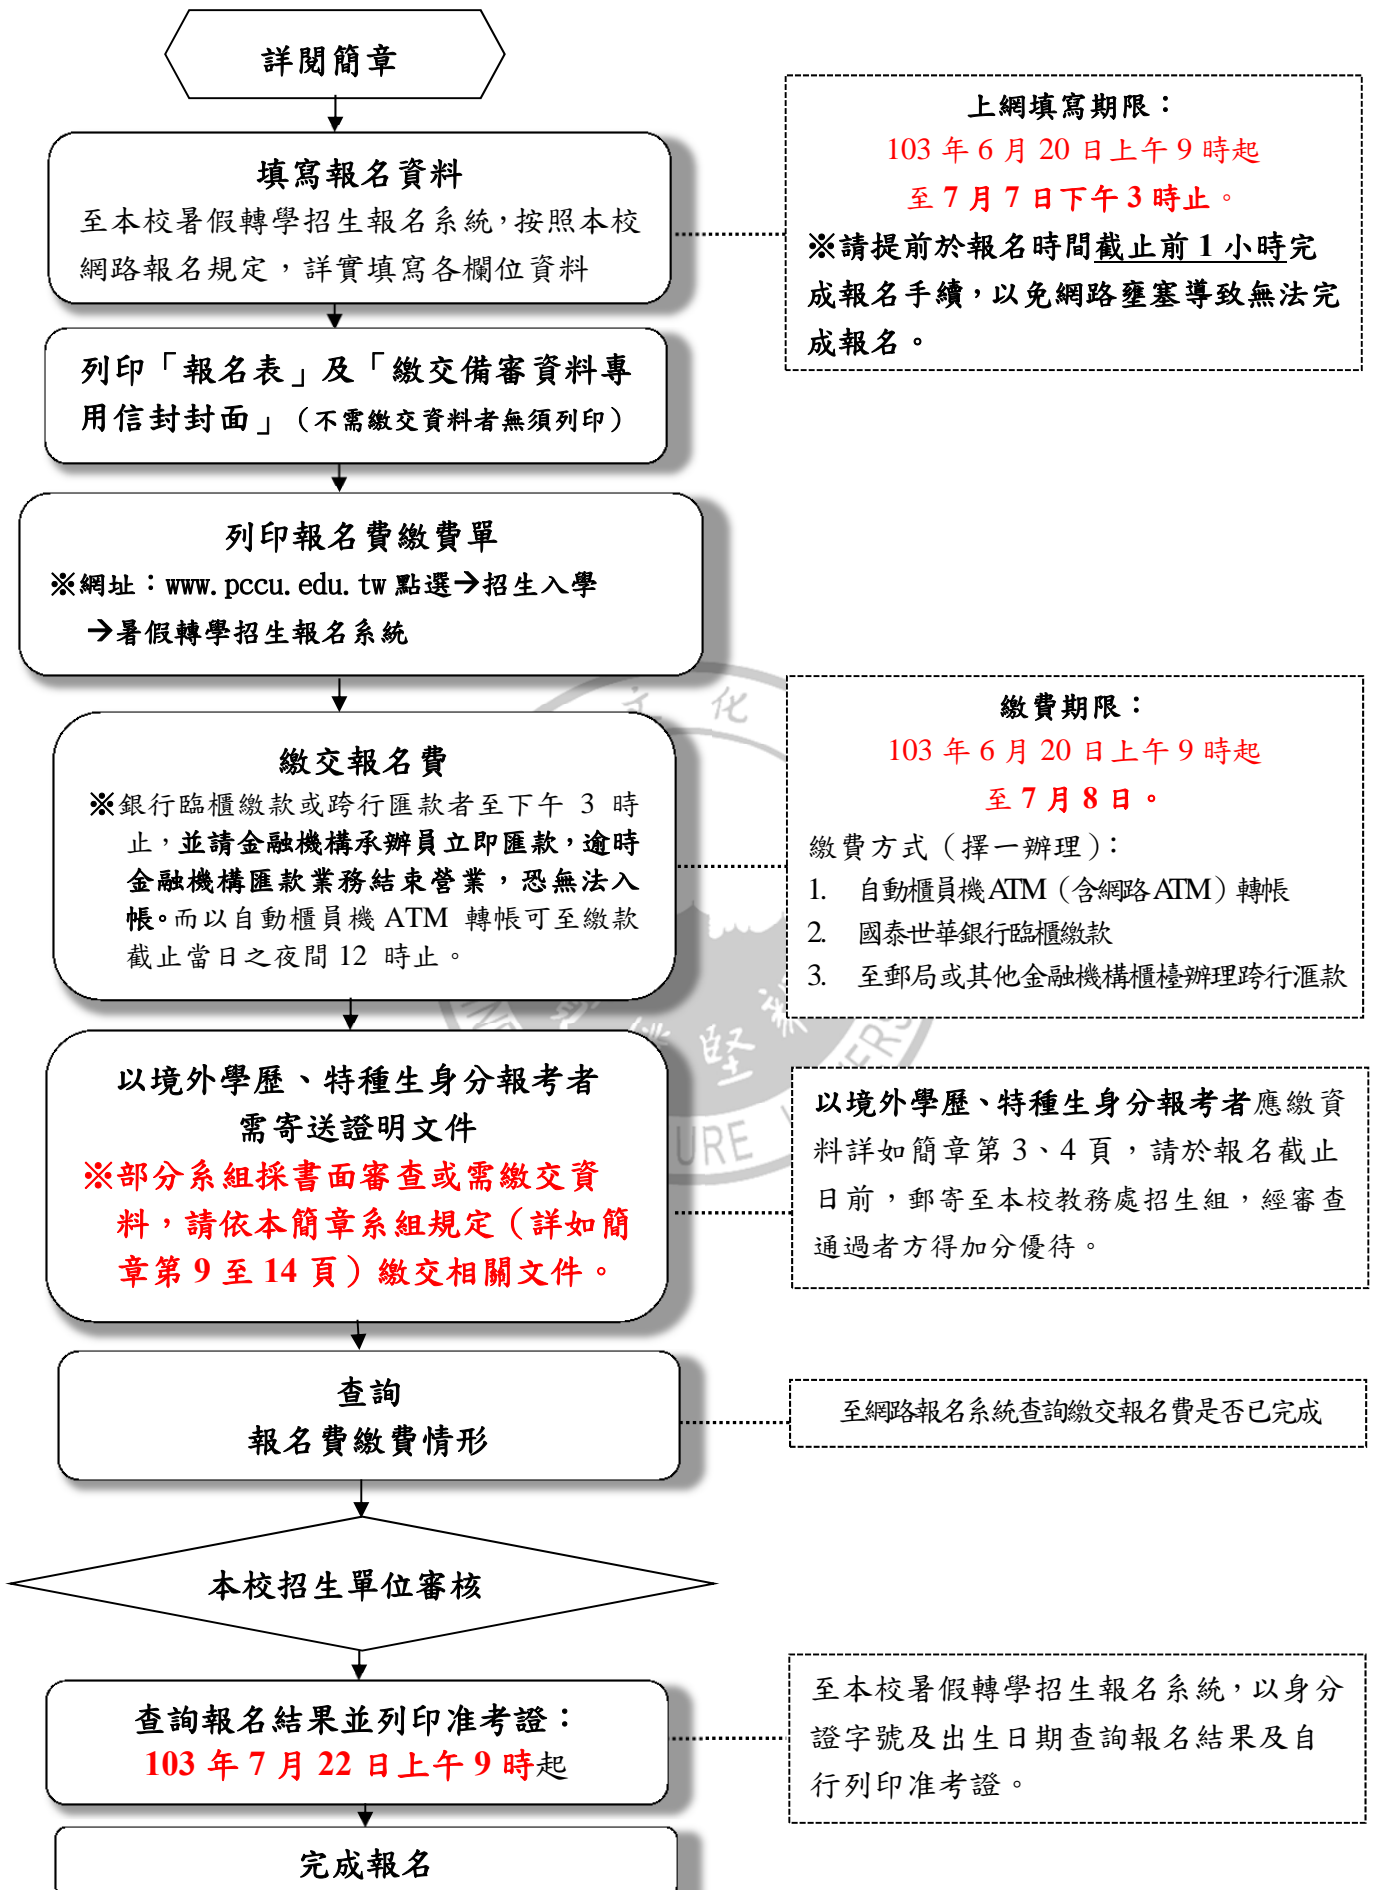 詳閱簡章
填寫報名資料
至本校暑假轉學招生報名系統，按照本校
網路報名規定，詳實填寫各欄位資料
上網填寫期限：
103 年 6 月 20 日上午 9 時起
至 7 月 7 日下午 3 時止。
※請提前於報名時間截止前 1 小時完
成報名手續，以免網路壅塞導致無法完
成報名。
列印「報名表」及「繳交備審資料專
用信封封面」（不需繳交資料者無須列印）
列印報名費繳費單
※網址：www.pccu.edu.tw 點選→招生入學
→暑假轉學招生報名系統
繳交報名費
※銀行臨櫃繳款或跨行匯款者至下午 3 時
止，並請金融機構承辦員立即匯款，逾時
金融機構匯款業務結束營業，恐無法入
帳。而以自動櫃員機 ATM 轉帳可至繳款
截止當日之夜間 12 時止。
繳費期限：
103 年 6 月 20 日上午 9 時起
至 7 月 8 日。
繳費方式（擇一辦理）：
1. 自動櫃員機 ATM（含網路 ATM）轉帳
2. 國泰世華銀行臨櫃繳款
3. 至郵局或其他金融機構櫃檯辦理跨行滙款
文 化
URE
以境外學歷、特種生身分報考者
需寄送證明文件
※部分系組採書面審查或需繳交資
料，請依本簡章系組規定（詳如簡
章第 9 至 14 頁）繳交相關文件。
以境外學歷、特種生身分報考者應繳資
料詳如簡章第 3、4 頁，請於報名截止
日前，郵寄至本校教務處招生組，經審查
通過者方得加分優待。
查詢
報名費繳費情形
至網路報名系統查詢繳交報名費是否已完成
本校招生單位審核
查詢報名結果並列印准考證：
103 年 7 月 22 日上午 9 時起
至本校暑假轉學招生報名系統，以身分
證字號及出生日期查詢報名結果及自
行列印准考證。
完成報名